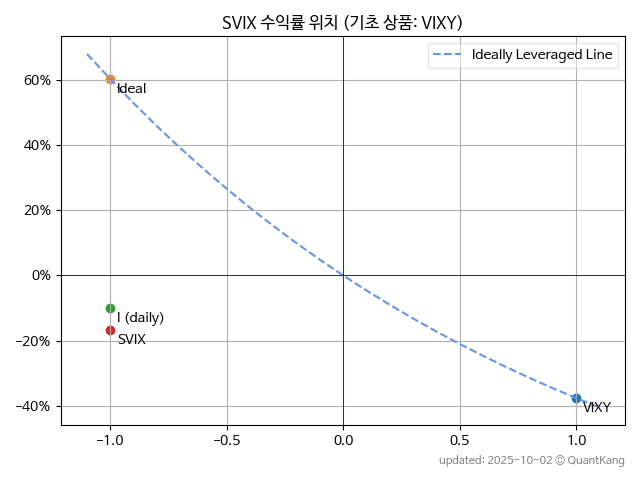 SVIX 수익률 위치 (기초 상품: VIXY)
Ideally Leveraged Line
60%
Ideal
40%
20%
0%
I (daily)
−20%
SVIX
−40%
VIXY
−1.0
−0.5
0.0
0.5
1.0
updated: 2025-10-02 © QuantKang